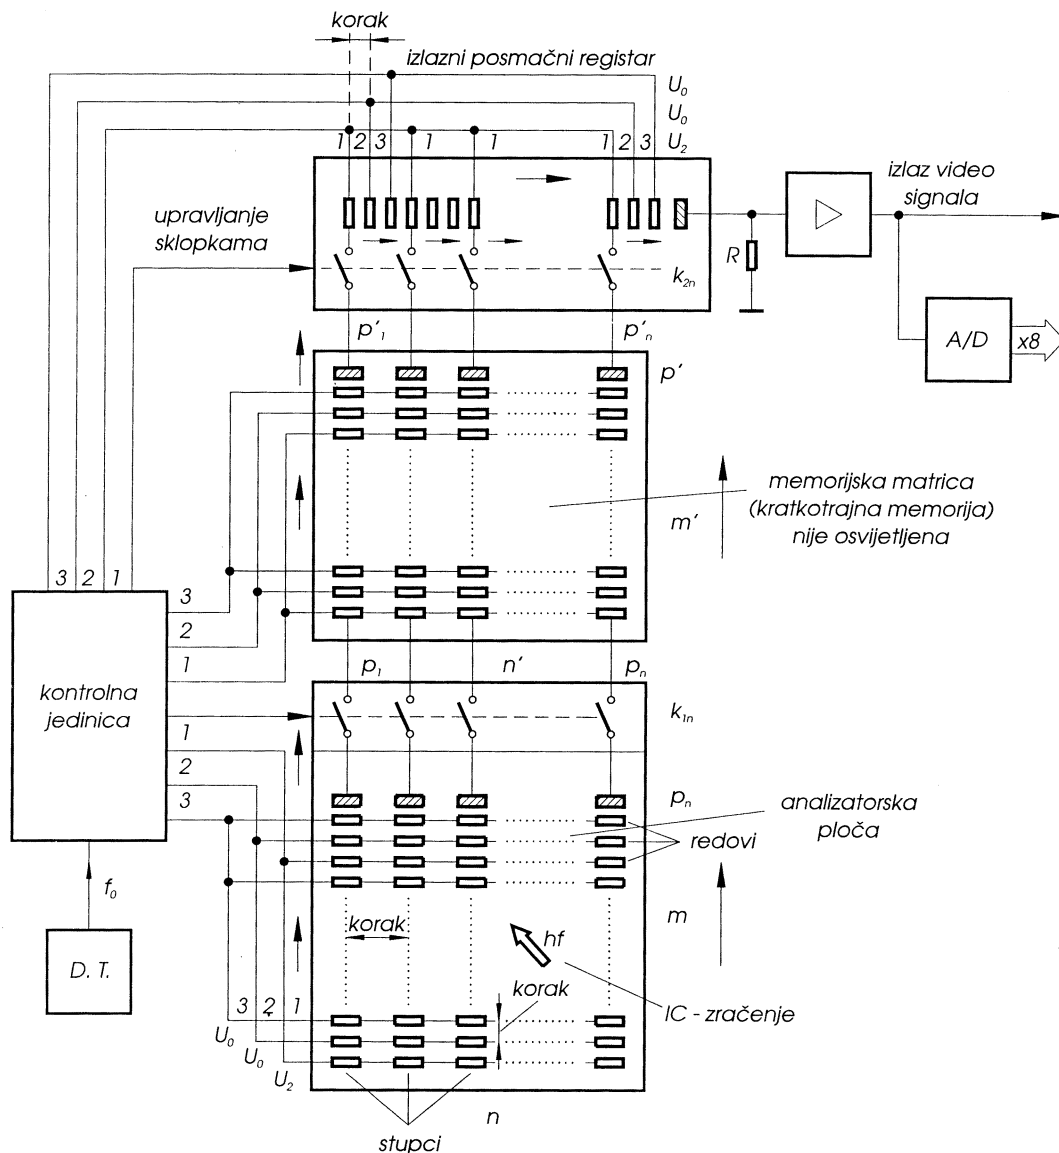 korak
izlazni posmačni registar
U₀
U₀
1 2 3 1 1 1 2 3 U₂
izlaz video
signala
upravljanje
sklopkama
R
k₂ₙ
p'₁ p'ₙ
A/D
x8
p'
memorijska matrica
(kratkotrajna memorija)
nije osvijetljena
m'
3 2 1
3
2
1
p₁ n' pₙ
kontrolna
jedinica
k₁ₙ
1
2
3
pₙ
analizatorska
ploča
redovi
f₀
m
korak
hf
D. T.
korak
IC - zračenje
3 2 1
U₀
U₀
U₂
n
stupci